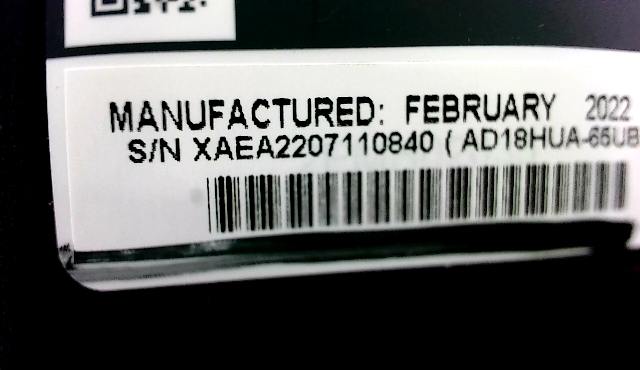 MANUFACTURED: FEBRUARY 2022
S/N XAEA2207110840 ( AD18HUA-65UB